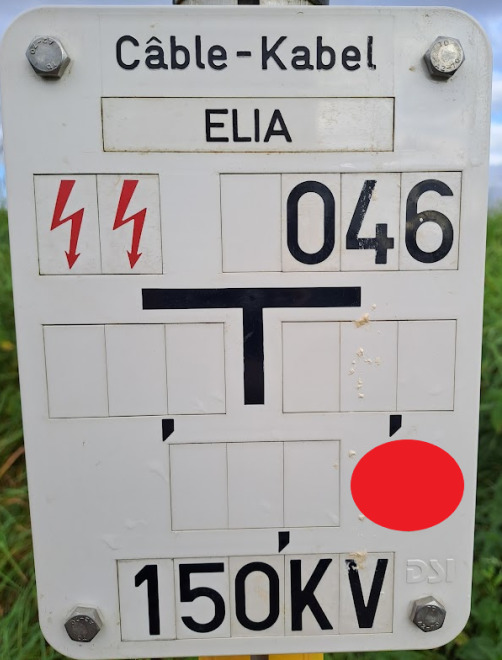 Câble-Kabel
ELIA
046
T
,
,
,
150KV
DSI